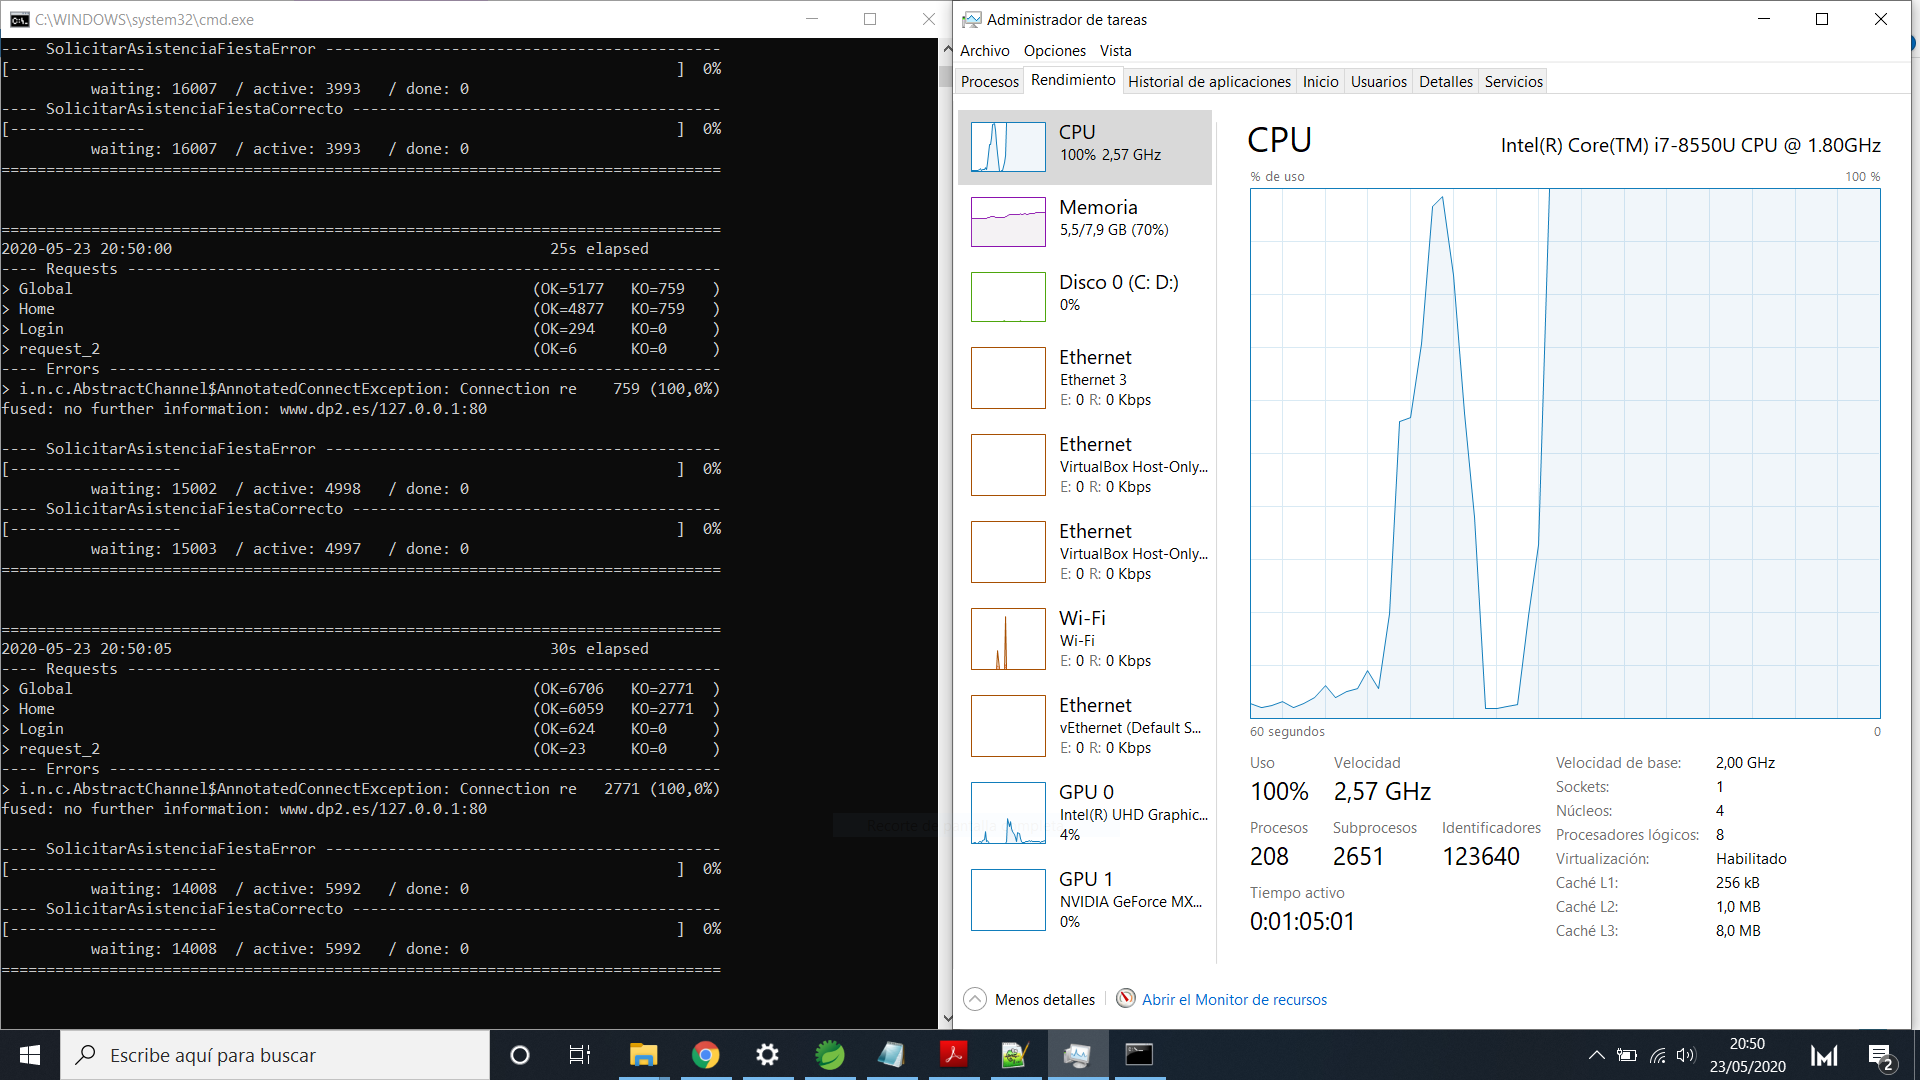 C:\WINDOWS\system32\cmd.exe
---- SolicitarAsistenciaFiestaError --------------------------------------------
[---------------                                                           ]  0%
          waiting: 16007  / active: 3993   / done: 0
---- SolicitarAsistenciaFiestaCorrecto -----------------------------------------
[---------------                                                           ]  0%
          waiting: 16007  / active: 3993   / done: 0
================================================================================
================================================================================
2020-05-23 20:50:00                                          25s elapsed
---- Requests ------------------------------------------------------------------
> Global                                                   (OK=5177   KO=759   )
> Home                                                     (OK=4877   KO=759   )
> Login                                                    (OK=294    KO=0     )
> request_2                                                (OK=6      KO=0     )
---- Errors --------------------------------------------------------------------
> i.n.c.AbstractChannel$AnnotatedConnectException: Connection re    759 (100,0%)
fused: no further information: www.dp2.es/127.0.0.1:80
---- SolicitarAsistenciaFiestaError --------------------------------------------
[-------------------                                                       ]  0%
          waiting: 15002  / active: 4998   / done: 0
---- SolicitarAsistenciaFiestaCorrecto -----------------------------------------
[-------------------                                                       ]  0%
          waiting: 15003  / active: 4997   / done: 0
================================================================================
================================================================================
2020-05-23 20:50:05                                          30s elapsed
---- Requests ------------------------------------------------------------------
> Global                                                   (OK=6706   KO=2771  )
> Home                                                     (OK=6059   KO=2771  )
> Login                                                    (OK=624    KO=0     )
> request_2                                                (OK=23     KO=0     )
---- Errors --------------------------------------------------------------------
> i.n.c.AbstractChannel$AnnotatedConnectException: Connection re   2771 (100,0%)
fused: no further information: www.dp2.es/127.0.0.1:80
---- SolicitarAsistenciaFiestaError --------------------------------------------
[-----------------------                                                   ]  0%
          waiting: 14008  / active: 5992   / done: 0
---- SolicitarAsistenciaFiestaCorrecto -----------------------------------------
[-----------------------                                                   ]  0%
          waiting: 14008  / active: 5992   / done: 0
================================================================================
Administrador de tareas
Archivo Opciones Vista
Procesos Rendimiento Historial de aplicaciones Inicio Usuarios Detalles Servicios
CPU
100% 2,57 GHz
Memoria
5,5/7,9 GB (70%)
Disco 0 (C: D:)
0%
Ethernet
Ethernet 3
E: 0 R: 0 Kbps
Ethernet
VirtualBox Host-Only...
E: 0 R: 0 Kbps
Ethernet
VirtualBox Host-Only...
E: 0 R: 0 Kbps
Wi-Fi
Wi-Fi
E: 0 R: 0 Kbps
Ethernet
vEthernet (Default S...
E: 0 R: 0 Kbps
GPU 0
Intel(R) UHD Graphic...
4%
GPU 1
NVIDIA GeForce MX...
0%
CPU
Intel(R) Core(TM) i7-8550U CPU @ 1.80GHz
% de uso 100 %
60 segundos 0
Uso Velocidad
100% 2,57 GHz
Procesos Subprocesos Identificadores
208 2651 123640
Tiempo activo
0:01:05:01
Velocidad de base: 2,00 GHz
Sockets: 1
Núcleos: 4
Procesadores lógicos: 8
Virtualización: Habilitado
Caché L1: 256 kB
Caché L2: 1,0 MB
Caché L3: 8,0 MB
Menos detalles
Abrir el Monitor de recursos
Escribe aquí para buscar
20:50
23/05/2020
2